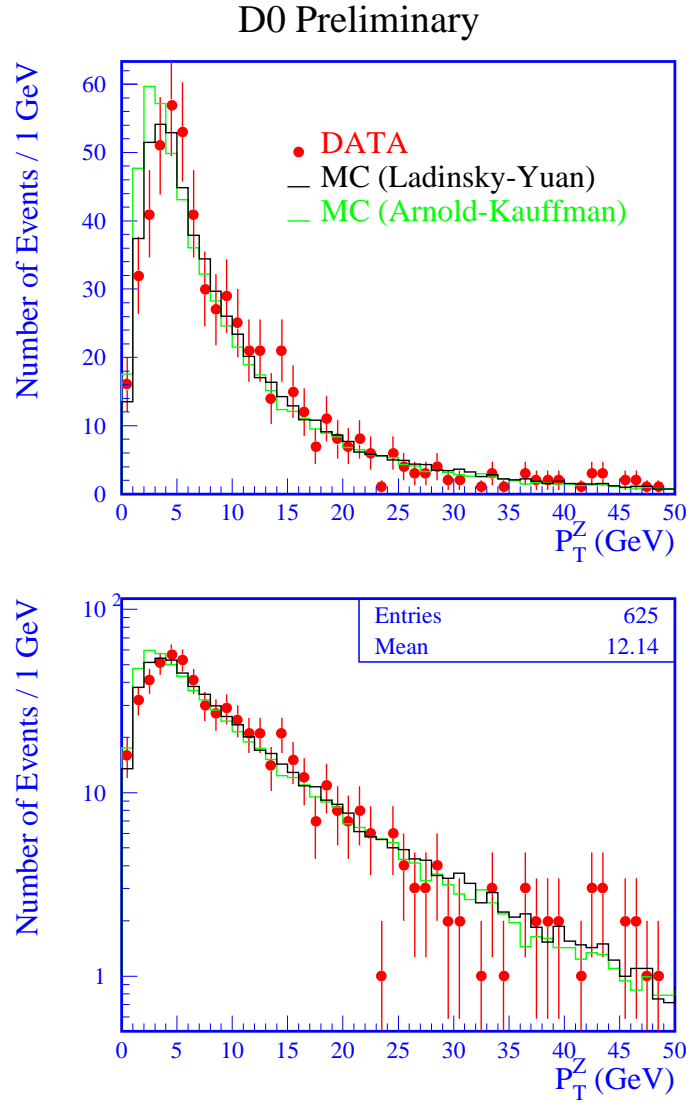 D0 Preliminary
Number of Events / 1 GeV
60
50
40
30
20
10
0
DATA
MC (Ladinsky-Yuan)
MC (Arnold-Kauffman)
0 5 10 15 20 25 30 35 40 45 50
P_T^Z (GeV)
Number of Events / 1 GeV
10^2
10
1
Entries 625
Mean 12.14
0 5 10 15 20 25 30 35 40 45 50
P_T^Z (GeV)